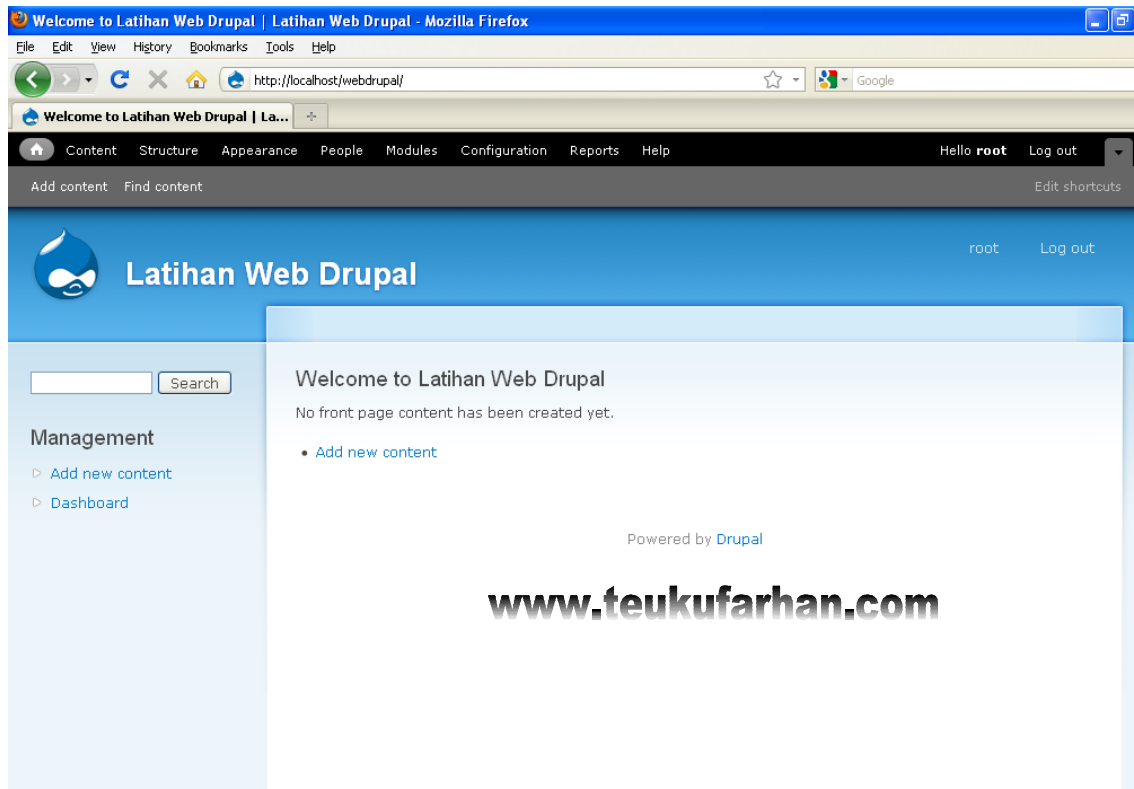 Welcome to Latihan Web Drupal | Latihan Web Drupal - Mozilla Firefox
File Edit View History Bookmarks Tools Help
http://localhost/webdrupal/ Google
Welcome to Latihan Web Drupal | La...
Content Structure Appearance People Modules Configuration Reports Help Hello root Log out
Add content Find content Edit shortcuts
root Log out
Latihan Web Drupal
Search
Management
Add new content
Dashboard
Welcome to Latihan Web Drupal
No front page content has been created yet.
Add new content
Powered by Drupal
www.teukufarhan.com